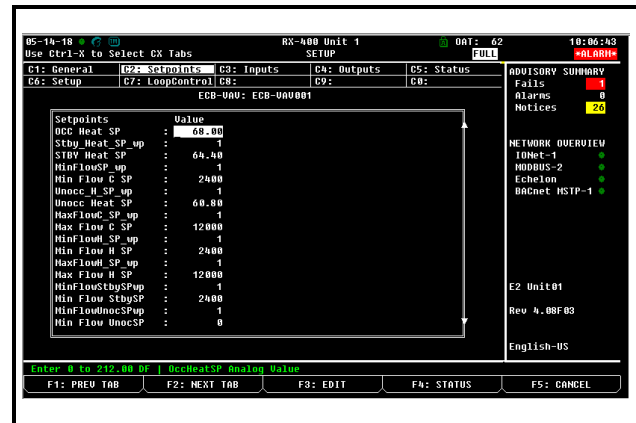 05-14-18 RX-400 Unit 1 OAT: 62 10:06:43
Use Ctrl-X to Select CX Tabs SETUP FULL *ALARM*
C1: General C2: Setpoints C3: Inputs C4: Outputs C5: Status
C6: Setup C7: LoopControl C8: C9: C0:
ECB-VAV: ECB-VAV001
Setpoints Value
OCC Heat SP : 68.00
Stby_Heat_SP_wp : 1
STBY Heat SP : 64.40
MinFlowSP_wp : 1
Min Flow C SP : 2400
Unocc_H_SP_wp : 1
Unocc Heat SP : 60.80
MaxFlowC_SP_wp : 1
Max Flow C SP : 12000
MinFlowH_SP_wp : 1
Min Flow H SP : 2400
MaxFlowH_SP_wp : 1
Max Flow H SP : 12000
MinFlowStbySPwp : 1
Min Flow StbySP : 2400
MinFlowUnocSPwp : 1
Min Flow UnocSP : 0
ADVISORY SUMMARY
Fails 1
Alarms 0
Notices 26
NETWORK OVERVIEW
IONet-1
MODBUS-2
Echelon
BACnet MSTP-1
E2 Unit01
Rev 4.08F03
English-US
Enter 0 to 212.00 DF | OccHeatSP Analog Value
F1: PREV TAB F2: NEXT TAB F3: EDIT F4: STATUS F5: CANCEL